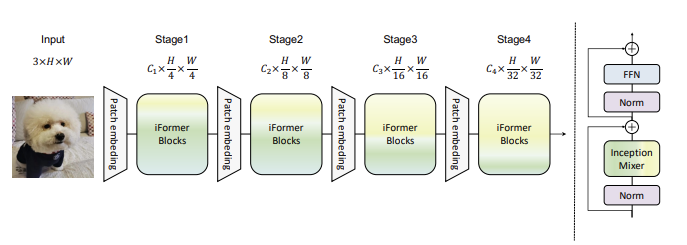 Input
Stage1
Stage2
Stage3
Stage4
3×H×W
C₁×H/4×W/4
C₂×H/8×W/8
C₃×H/16×W/16
C₄×H/32×W/32
Patch embedding
iFormer
Blocks
Patch embedding
iFormer
Blocks
Patch embedding
iFormer
Blocks
Patch embedding
iFormer
Blocks
FFN
Norm
Inception
Mixer
Norm